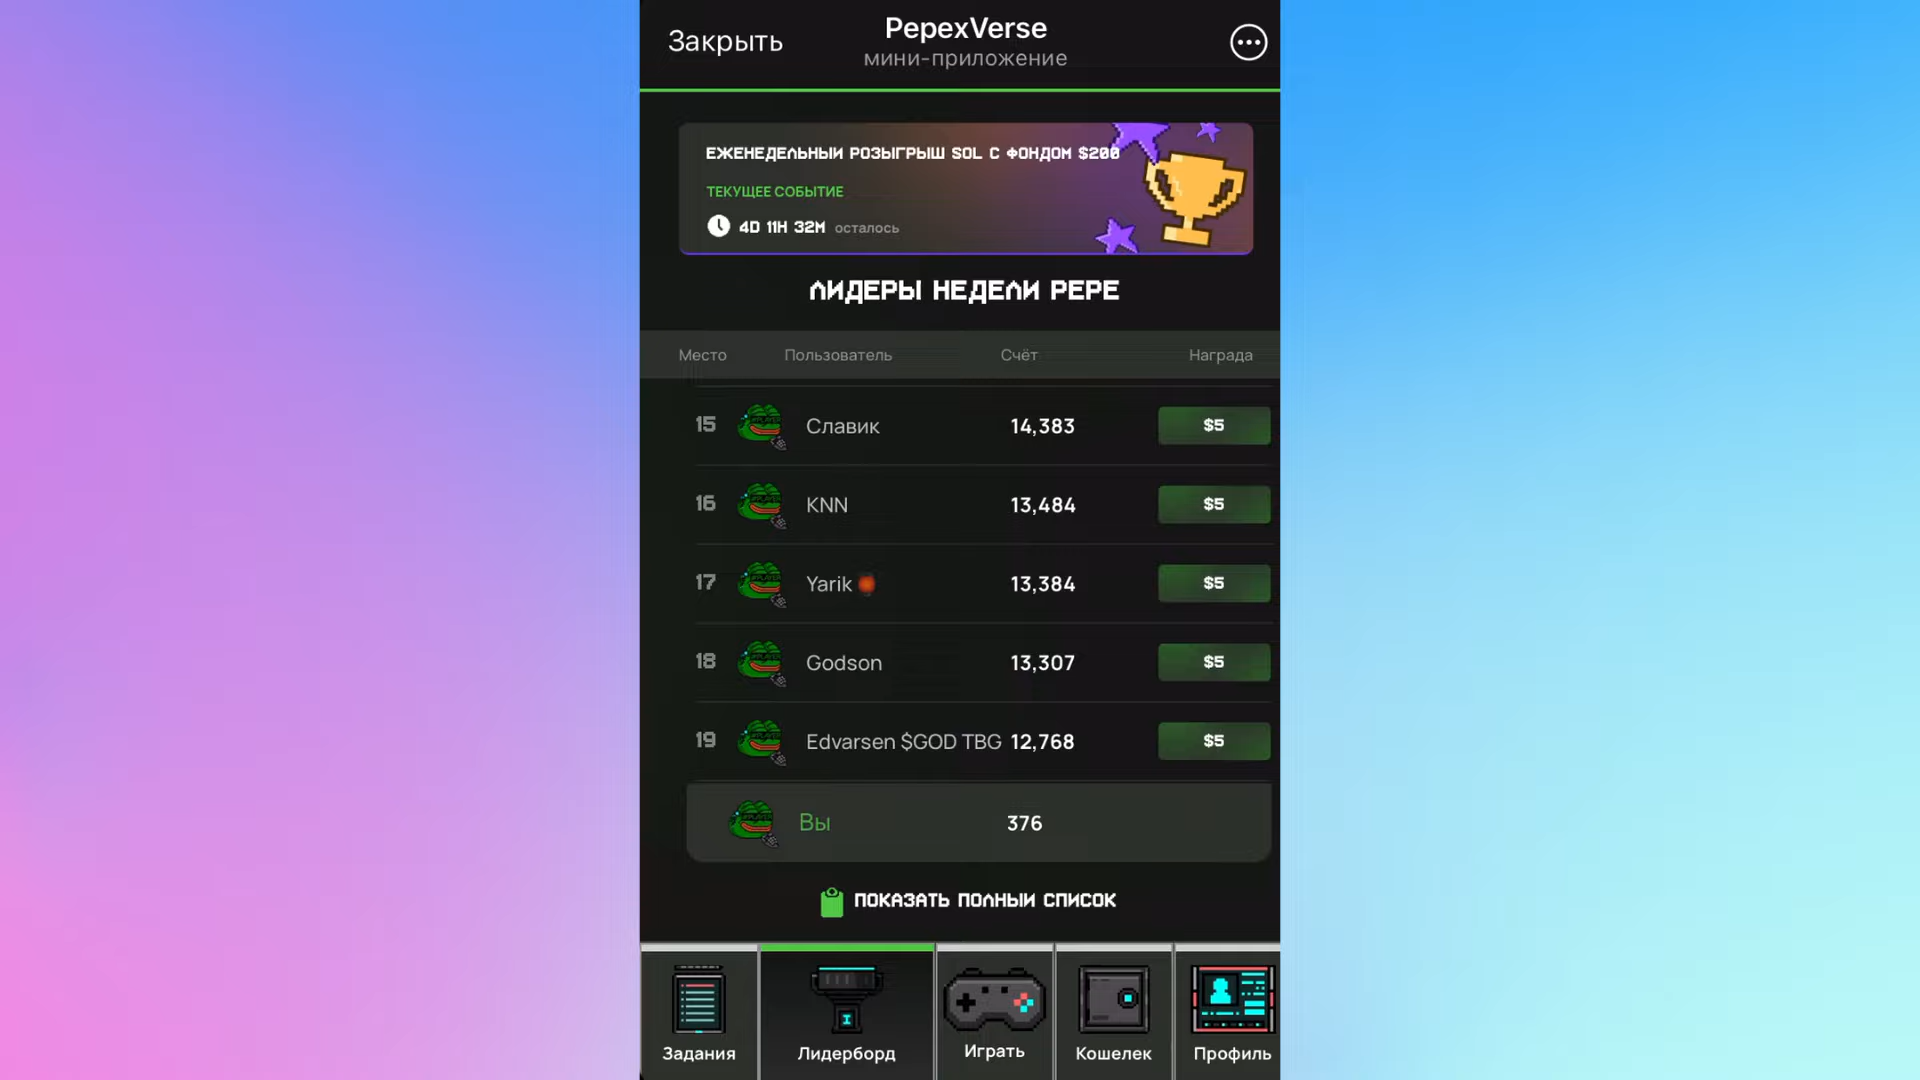 Закрыть
PepexVerse
мини-приложение
ЕЖЕНЕДЕЛЬНЫЙ РОЗЫГРЫШ SOL С ФОНДОМ $200
ТЕКУЩЕЕ СОБЫТИЕ
4D 11H 32M осталось
ЛИДЕРЫ НЕДЕЛИ PEPE
Место Пользователь Счёт Награда
15 Славик 14,383 $5
16 KNN 13,484 $5
17 Yarik 13,384 $5
18 Godson 13,307 $5
19 Edvarsen $GOD TBG 12,768 $5
Вы 376
ПОКАЗАТЬ ПОЛНЫЙ СПИСОК
Задания Лидерборд Играть Кошелек Профиль